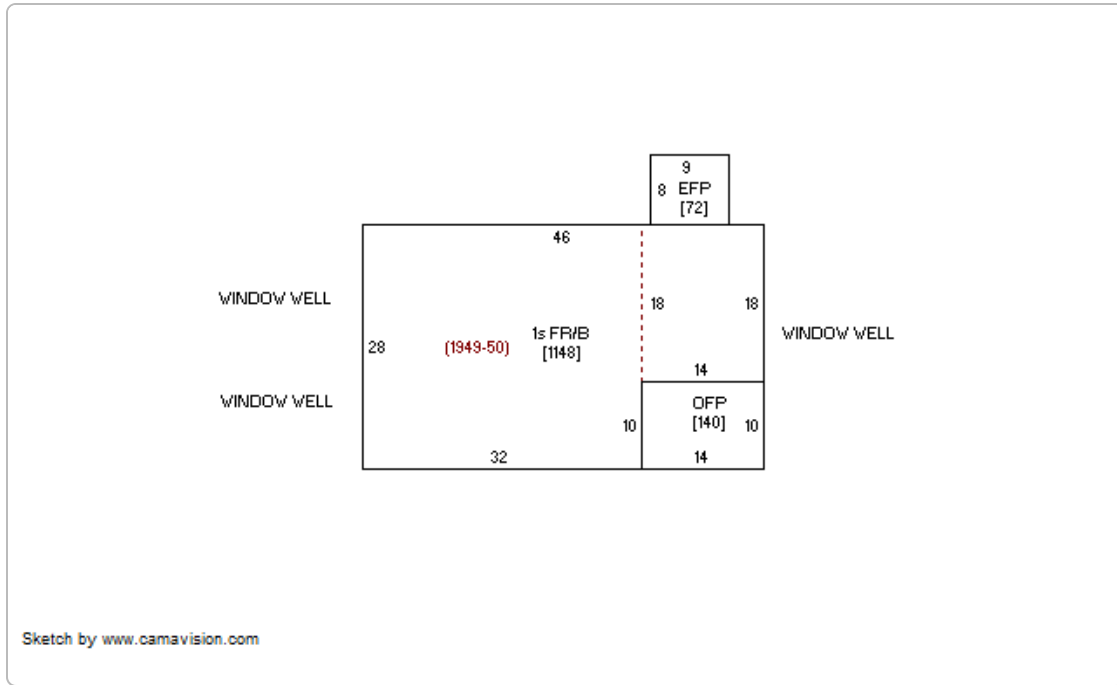 9
8 EFP
[72]
46
WINDOW WELL
18
18
1s FR/B
[1148]
WINDOW WELL
28
(1949-50)
14
WINDOW WELL
OFP
[140]
10
10
32
14
Sketch by www.camavision.com